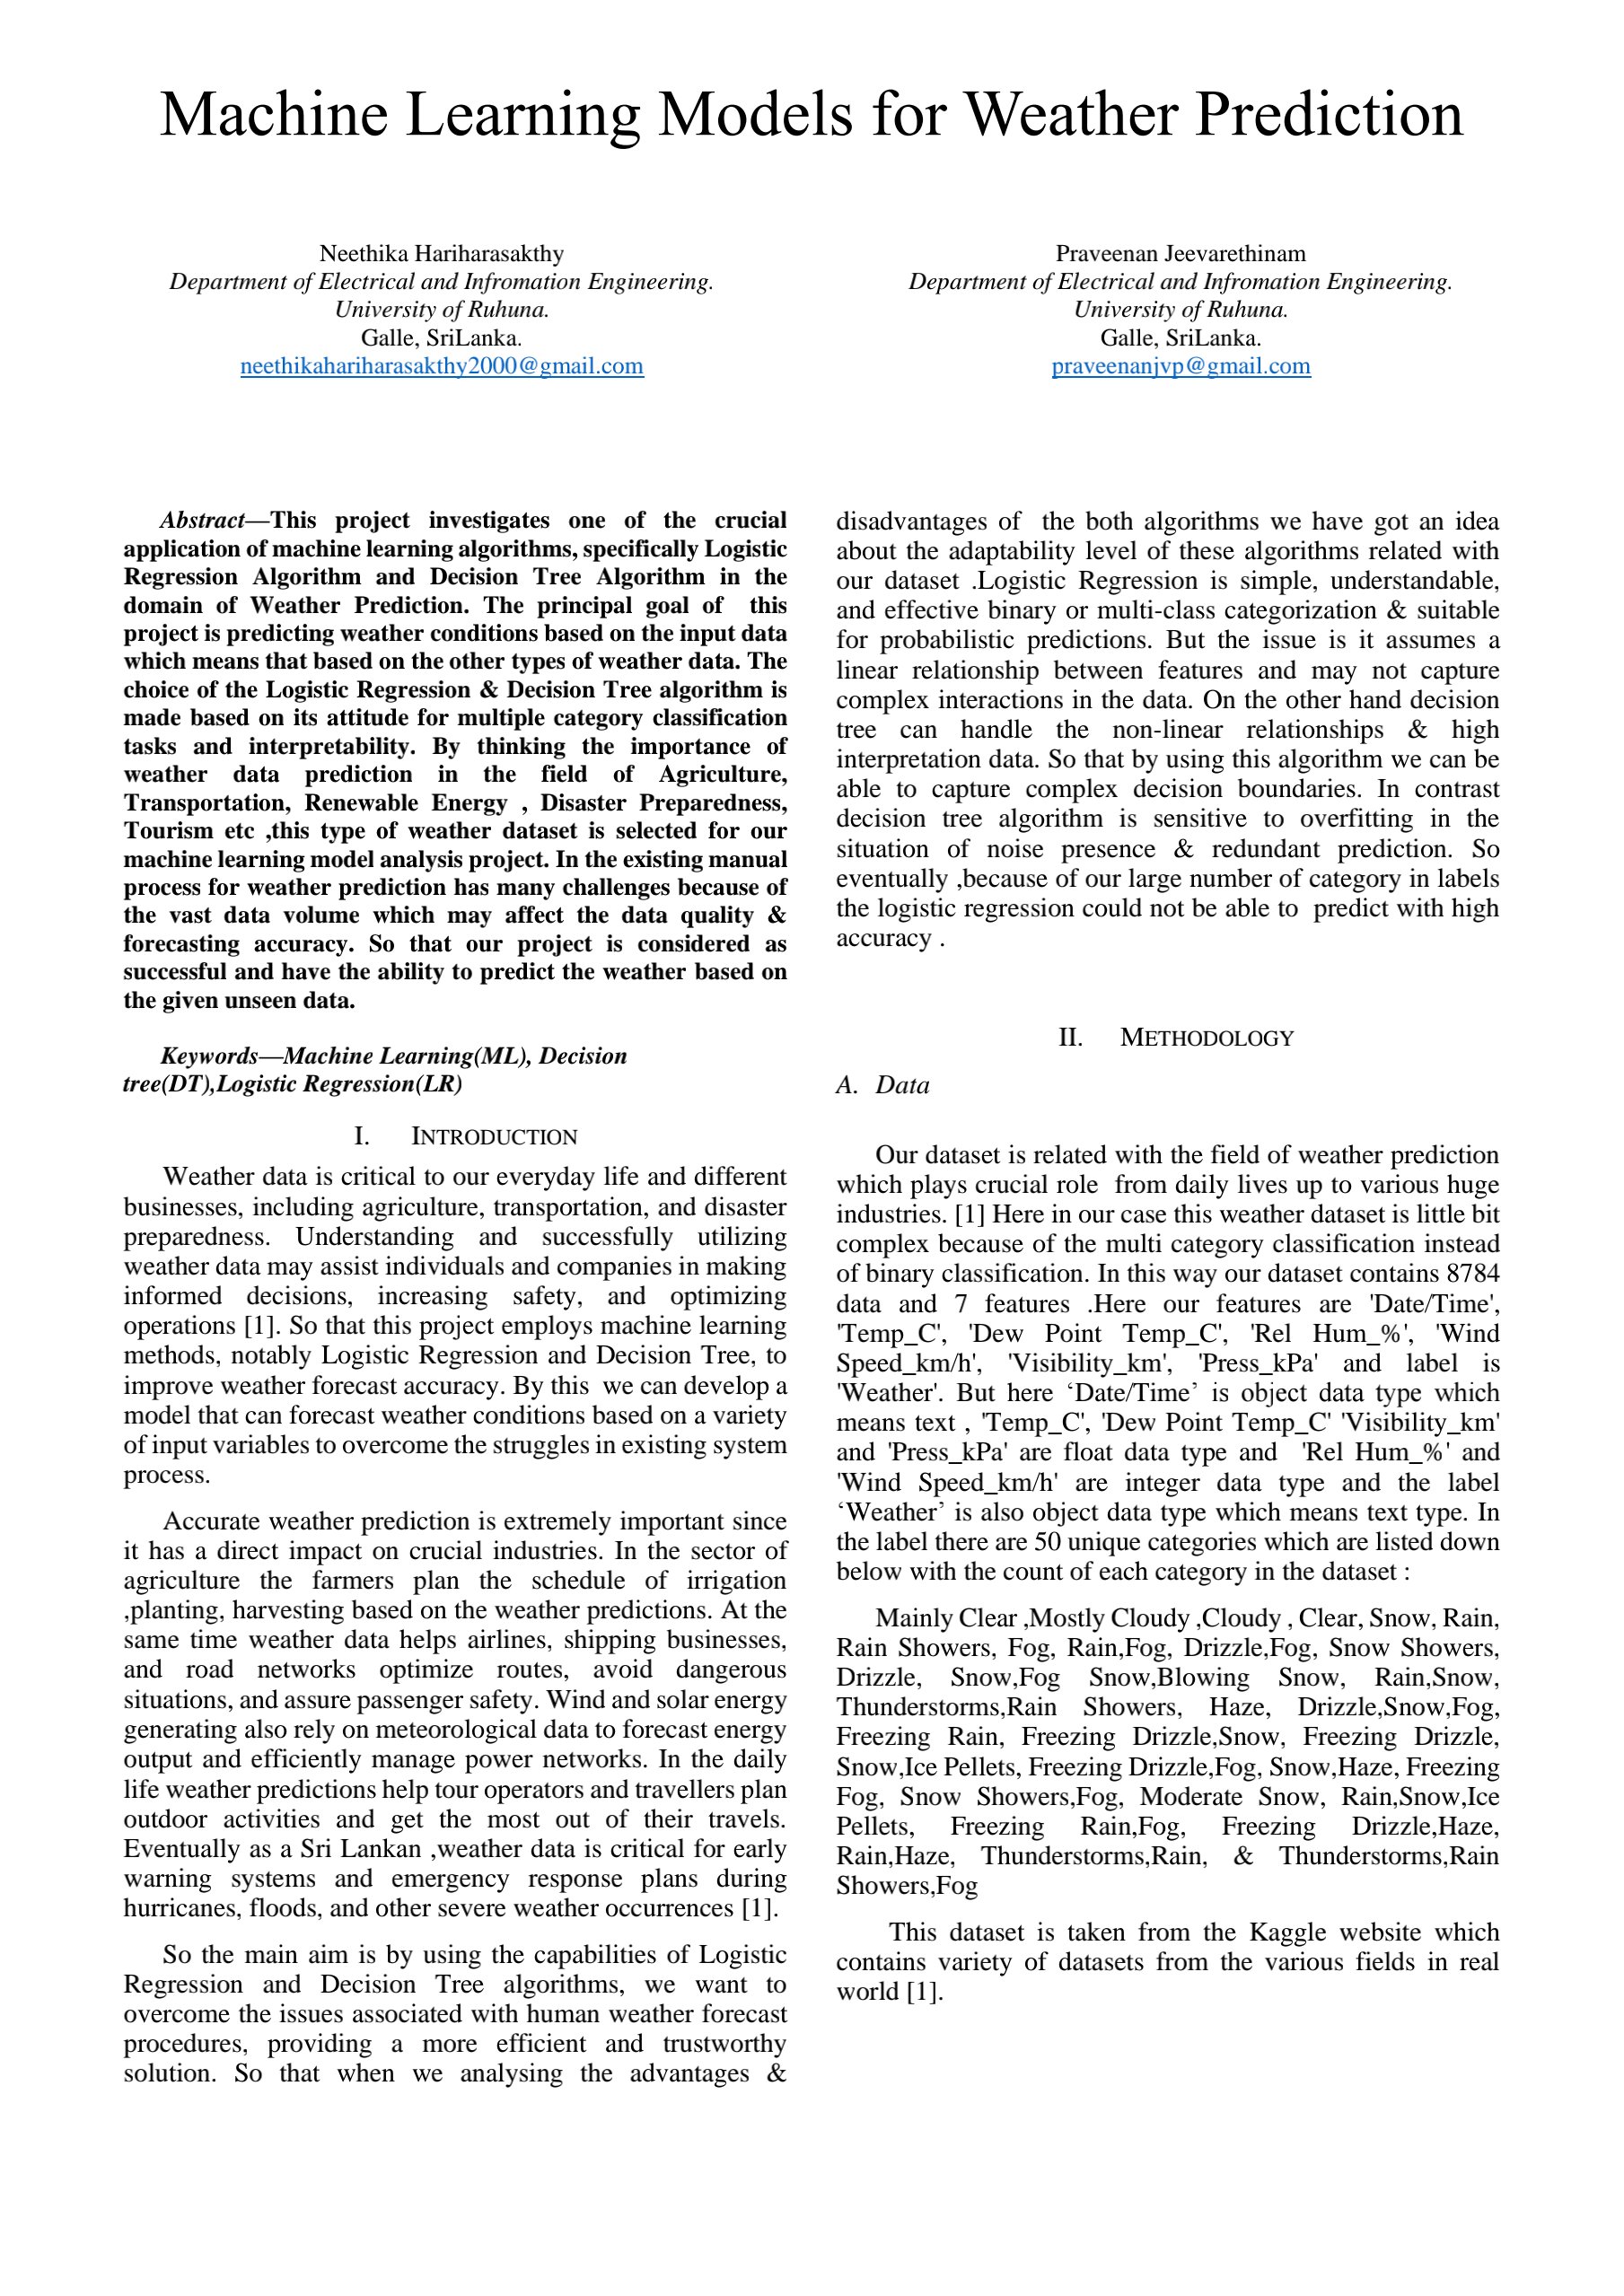 Machine Learning Models for Weather Prediction
Neethika Hariharasakthy
Department of Electrical and Infromation Engineering.
University of Ruhuna.
Galle, SriLanka.
neethikahariharasakthy2000@gmail.com
Praveenan Jeevarethinam
Department of Electrical and Infromation Engineering.
University of Ruhuna.
Galle, SriLanka.
praveenanjvp@gmail.com
Abstract—This project investigates one of the crucial
application of machine learning algorithms, specifically Logistic
Regression Algorithm and Decision Tree Algorithm in the
domain of Weather Prediction. The principal goal of this
project is predicting weather conditions based on the input data
which means that based on the other types of weather data. The
choice of the Logistic Regression & Decision Tree algorithm is
made based on its attitude for multiple category classification
tasks and interpretability. By thinking the importance of
weather data prediction in the field of Agriculture,
Transportation, Renewable Energy , Disaster Preparedness,
Tourism etc ,this type of weather dataset is selected for our
machine learning model analysis project. In the existing manual
process for weather prediction has many challenges because of
the vast data volume which may affect the data quality &
forecasting accuracy. So that our project is considered as
successful and have the ability to predict the weather based on
the given unseen data.
Keywords—Machine Learning(ML), Decision
tree(DT),Logistic Regression(LR)
I. INTRODUCTION
Weather data is critical to our everyday life and different
businesses, including agriculture, transportation, and disaster
preparedness. Understanding and successfully utilizing
weather data may assist individuals and companies in making
informed decisions, increasing safety, and optimizing
operations [1]. So that this project employs machine learning
methods, notably Logistic Regression and Decision Tree, to
improve weather forecast accuracy. By this we can develop a
model that can forecast weather conditions based on a variety
of input variables to overcome the struggles in existing system
process.
Accurate weather prediction is extremely important since
it has a direct impact on crucial industries. In the sector of
agriculture the farmers plan the schedule of irrigation
,planting, harvesting based on the weather predictions. At the
same time weather data helps airlines, shipping businesses,
and road networks optimize routes, avoid dangerous
situations, and assure passenger safety. Wind and solar energy
generating also rely on meteorological data to forecast energy
output and efficiently manage power networks. In the daily
life weather predictions help tour operators and travellers plan
outdoor activities and get the most out of their travels.
Eventually as a Sri Lankan ,weather data is critical for early
warning systems and emergency response plans during
hurricanes, floods, and other severe weather occurrences [1].
So the main aim is by using the capabilities of Logistic
Regression and Decision Tree algorithms, we want to
overcome the issues associated with human weather forecast
procedures, providing a more efficient and trustworthy
solution. So that when we analysing the advantages &
disadvantages of the both algorithms we have got an idea
about the adaptability level of these algorithms related with
our dataset .Logistic Regression is simple, understandable,
and effective binary or multi-class categorization & suitable
for probabilistic predictions. But the issue is it assumes a
linear relationship between features and may not capture
complex interactions in the data. On the other hand decision
tree can handle the non-linear relationships & high
interpretation data. So that by using this algorithm we can be
able to capture complex decision boundaries. In contrast
decision tree algorithm is sensitive to overfitting in the
situation of noise presence & redundant prediction. So
eventually ,because of our large number of category in labels
the logistic regression could not be able to predict with high
accuracy .
II. METHODOLOGY
A. Data
Our dataset is related with the field of weather prediction
which plays crucial role from daily lives up to various huge
industries. [1] Here in our case this weather dataset is little bit
complex because of the multi category classification instead
of binary classification. In this way our dataset contains 8784
data and 7 features .Here our features are 'Date/Time',
'Temp_C', 'Dew Point Temp_C', 'Rel Hum_%', 'Wind
Speed_km/h', 'Visibility_km', 'Press_kPa' and label is
'Weather'. But here ‘Date/Time’ is object data type which
means text , 'Temp_C', 'Dew Point Temp_C' 'Visibility_km'
and 'Press_kPa' are float data type and 'Rel Hum_%' and
'Wind Speed_km/h' are integer data type and the label
‘Weather’ is also object data type which means text type. In
the label there are 50 unique categories which are listed down
below with the count of each category in the dataset :
Mainly Clear ,Mostly Cloudy ,Cloudy , Clear, Snow, Rain,
Rain Showers, Fog, Rain,Fog, Drizzle,Fog, Snow Showers,
Drizzle, Snow,Fog Snow,Blowing Snow, Rain,Snow,
Thunderstorms,Rain Showers, Haze, Drizzle,Snow,Fog,
Freezing Rain, Freezing Drizzle,Snow, Freezing Drizzle,
Snow,Ice Pellets, Freezing Drizzle,Fog, Snow,Haze, Freezing
Fog, Snow Showers,Fog, Moderate Snow, Rain,Snow,Ice
Pellets, Freezing Rain,Fog, Freezing Drizzle,Haze,
Rain,Haze, Thunderstorms,Rain, & Thunderstorms,Rain
Showers,Fog
This dataset is taken from the Kaggle website which
contains variety of datasets from the various fields in real
world [1].